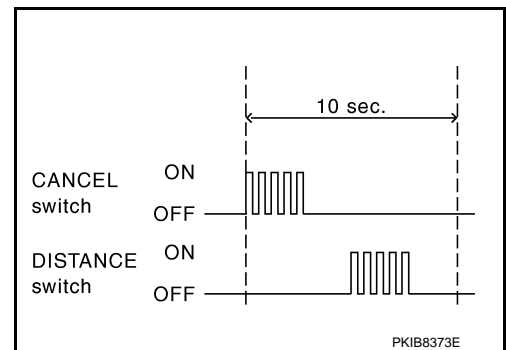 10 sec.
CANCEL
switch
ON
OFF
DISTANCE
switch
ON
OFF
PKIB8373E